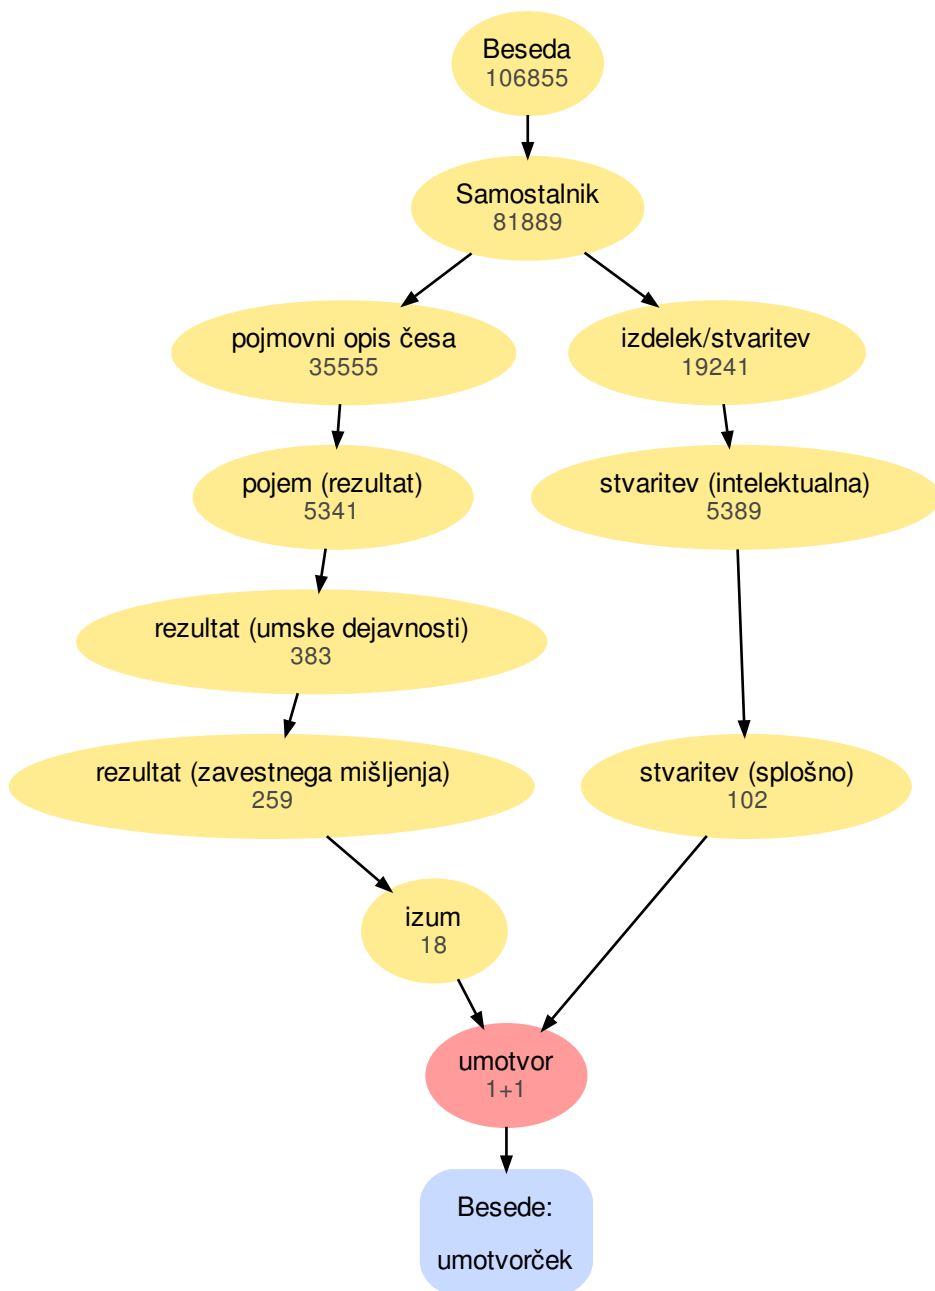 Beseda
106855
Samostalnik
81889
pojmovni opis česa
35555
izdelek/stvaritev
19241
pojem (rezultat)
5341
stvaritev (intelektualna)
5389
rezultat (umske dejavnosti)
383
rezultat (zavestnega mišljenja)
259
stvaritev (splošno)
102
izum
18
umotvor
1+1
Besede:
umotvorček